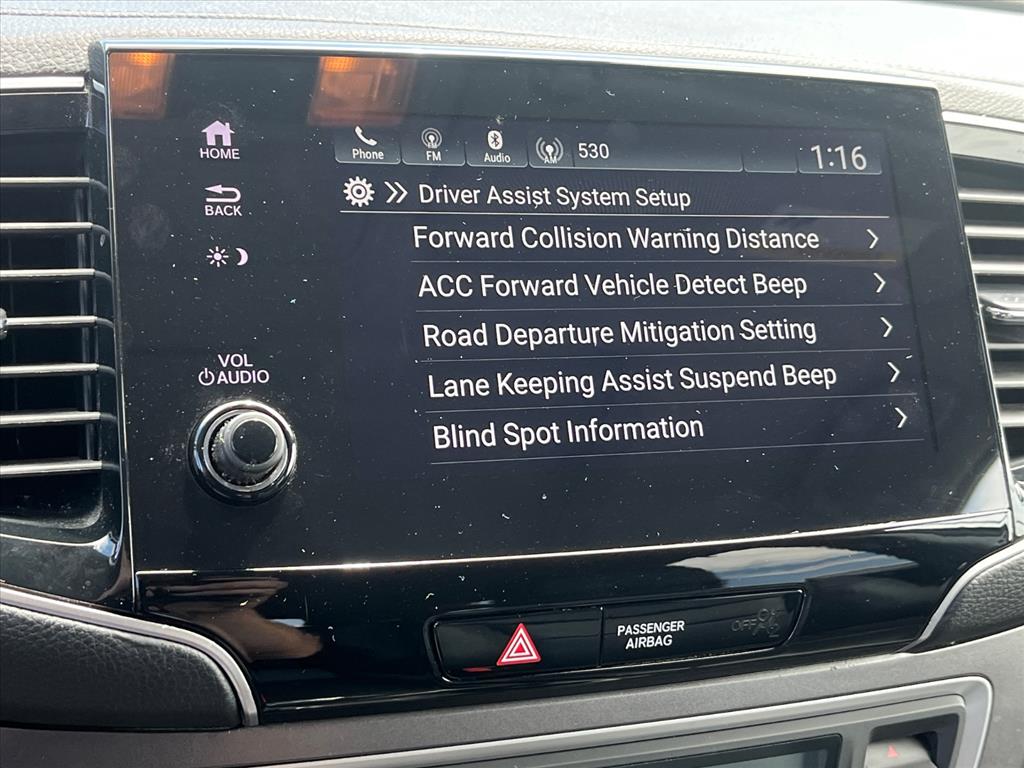 HOME
BACK
VOL
AUDIO
Phone
FM
Audio
AM
530
1:16
Driver Assist System Setup
Forward Collision Warning Distance
ACC Forward Vehicle Detect Beep
Road Departure Mitigation Setting
Lane Keeping Assist Suspend Beep
Blind Spot Information
PASSENGER
AIRBAG
OFF